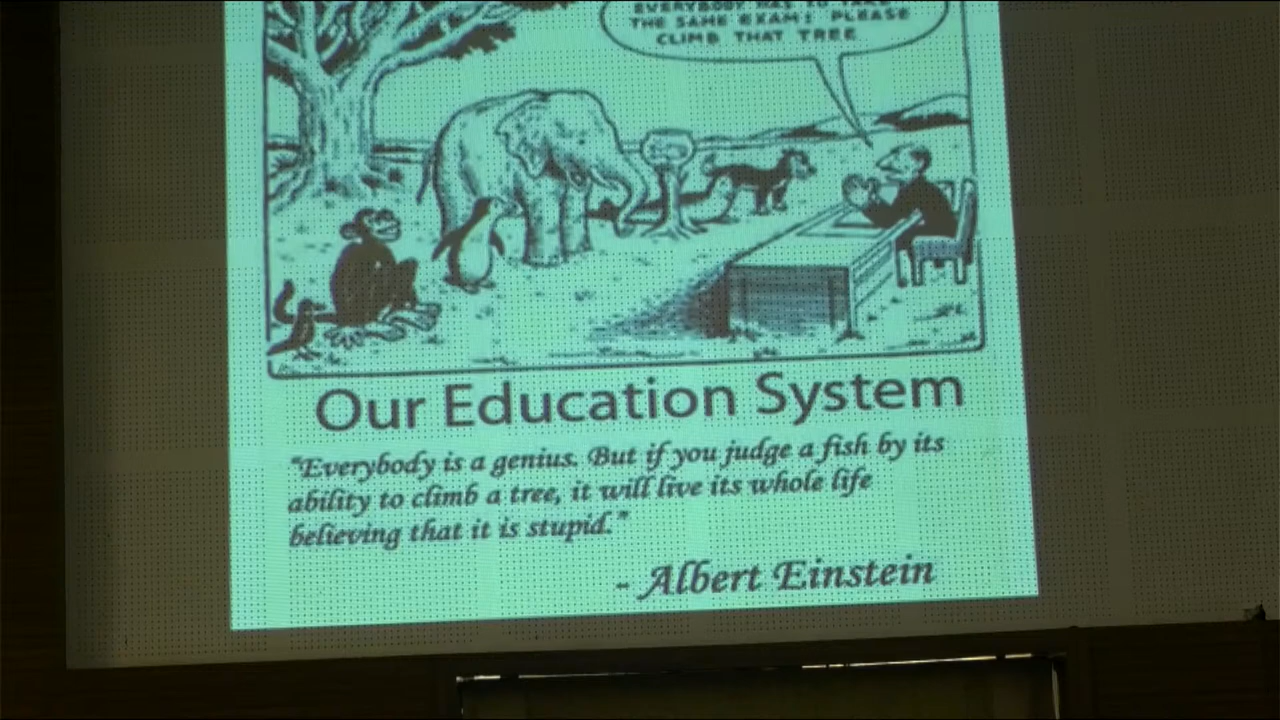 EVERYBODY HAS TO TAKE
THE SAME EXAM: PLEASE
CLIMB THAT TREE
Our Education System
"Everybody is a genius. But if you judge a fish by its
ability to climb a tree, it will live its whole life
believing that it is stupid."
- Albert Einstein